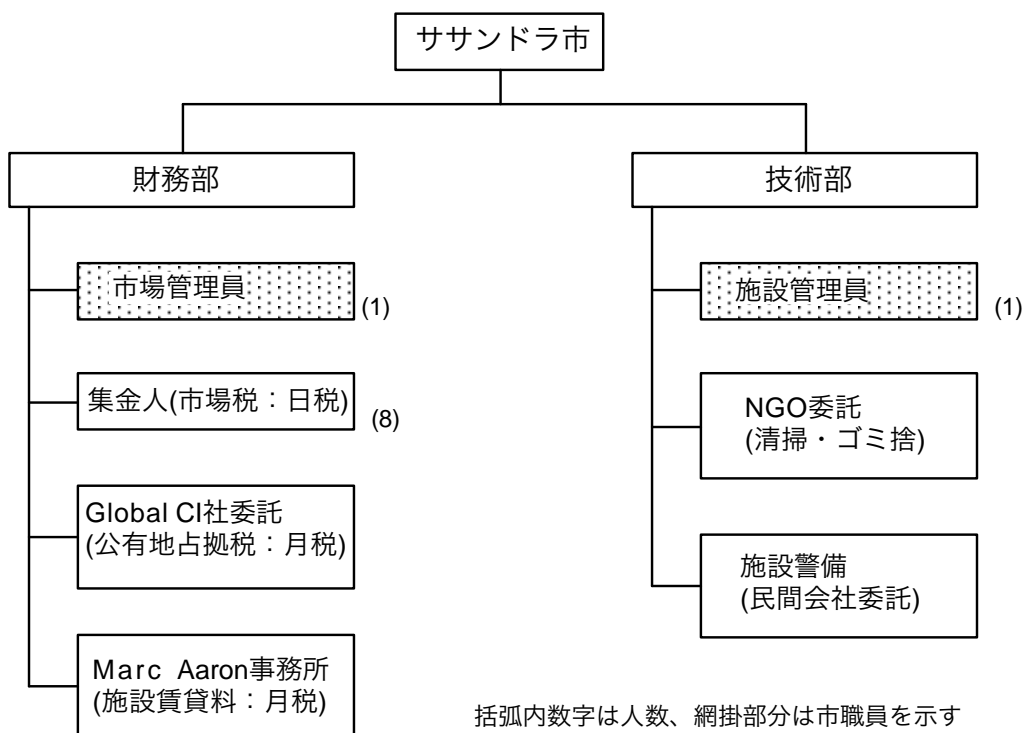 ササンドラ市
財務部
技術部
市場管理員
(1)
集金人(市場税：日税)
(8)
Global CI社委託
(公有地占拠税：月税)
Marc Aaron事務所
(施設賃貸料：月税)
施設管理員
(1)
NGO委託
(清掃・ゴミ捨)
施設警備
(民間会社委託)
括弧内数字は人数、網掛部分は市職員を示す